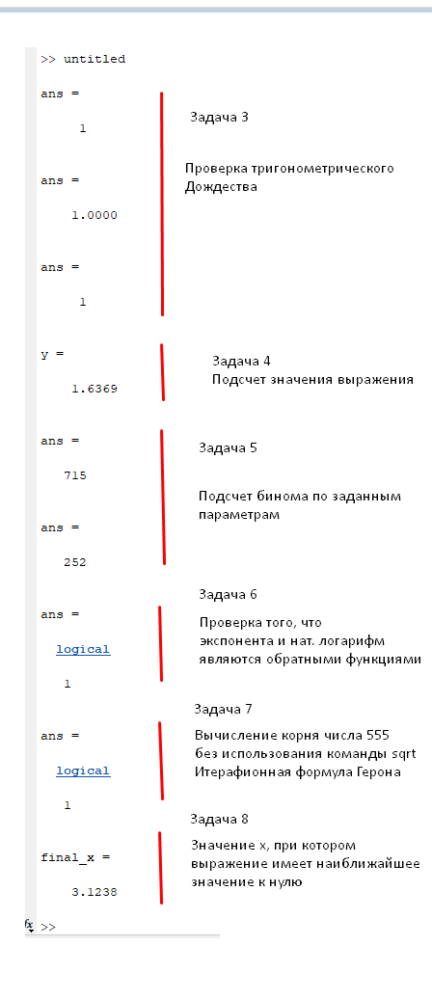 >> untitled
ans =
1
Задача 3
Проверка тригонометрического
Дождества
ans =
1.0000
ans =
1
y =
1.6369
Задача 4
Подсчет значения выражения
ans =
715
Задача 5
Подсчет бинома по заданным
параметрам
ans =
252
Задача 6
Проверка того, что
экспонента и нат. логарифм
являются обратными функциями
ans =
logical
1
Задача 7
Вычисление корня числа 555
без использования команды sqrt
Итерафионная формула Герона
ans =
logical
1
Задача 8
Значение x, при котором
выражение имеет наиближайшее
значение к нулю
final_x =
3.1238
fx >>